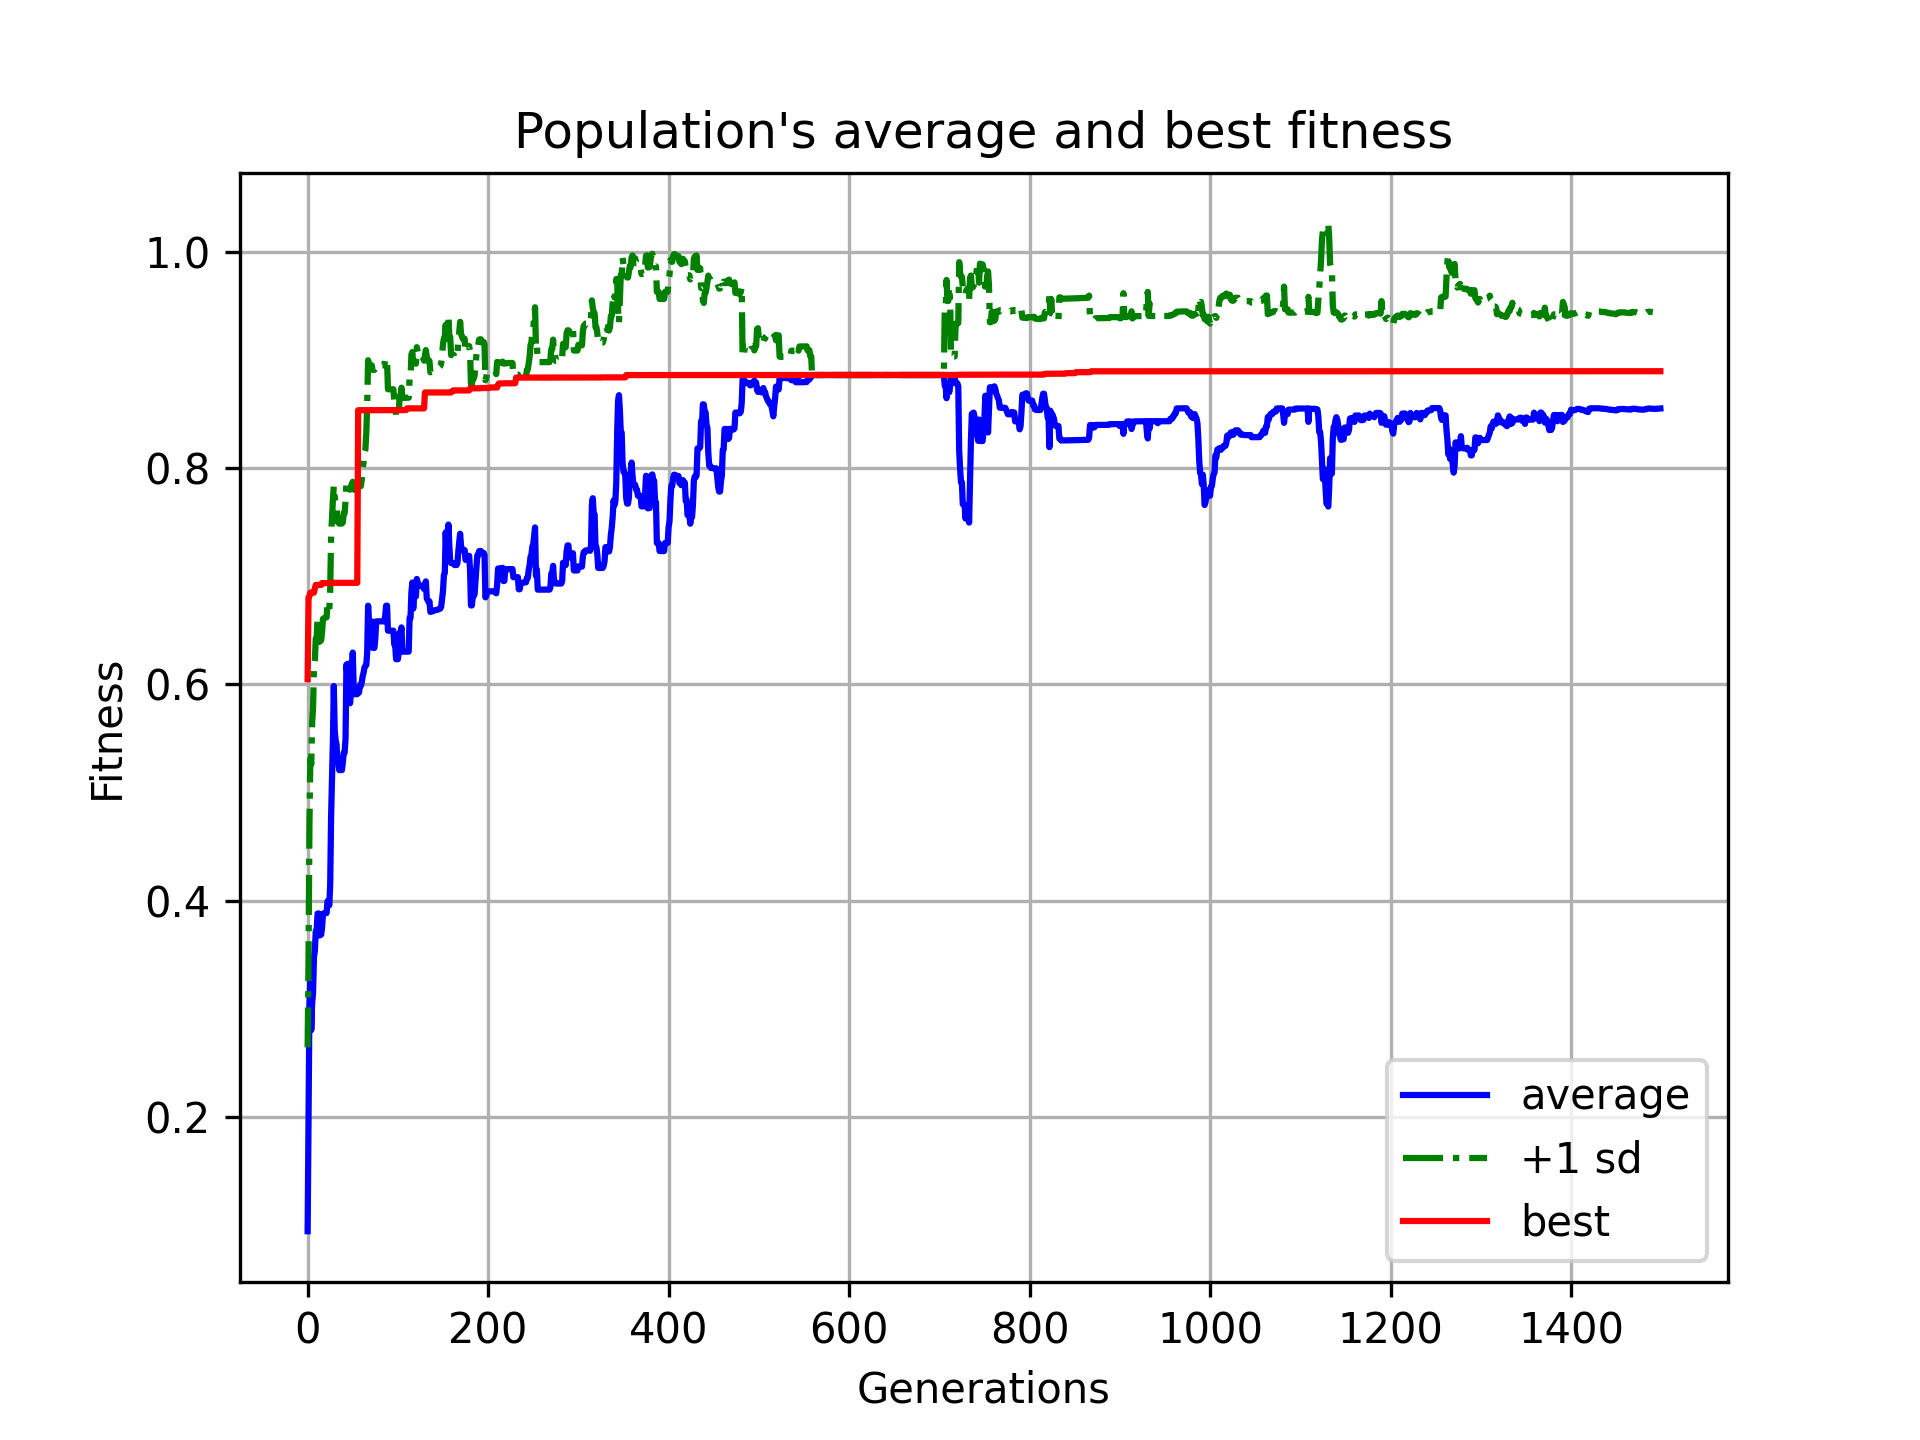 Population's average and best fitness
1.0
0.8
0.6
0.4
0.2
Fitness
0 200 400 600 800 1000 1200 1400
Generations
average
+1 sd
best